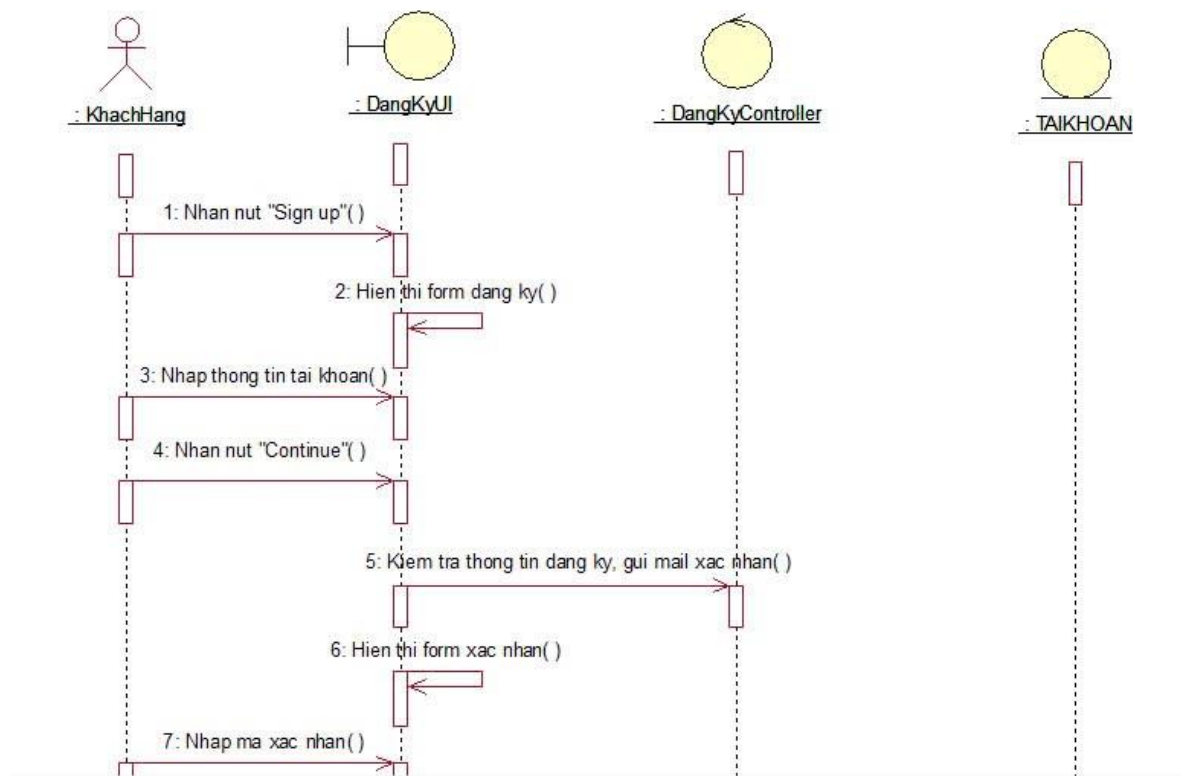 : KhachHang
: DangKyUI
: DangKyController
: TAIKHOAN
1: Nhan nut "Sign up"( )
2: Hien thi form dang ky( )
3: Nhap thong tin tai khoan( )
4: Nhan nut "Continue"( )
5: Kiem tra thong tin dang ky, gui mail xac nhan( )
6: Hien thi form xac nhan( )
7: Nhap ma xac nhan( )